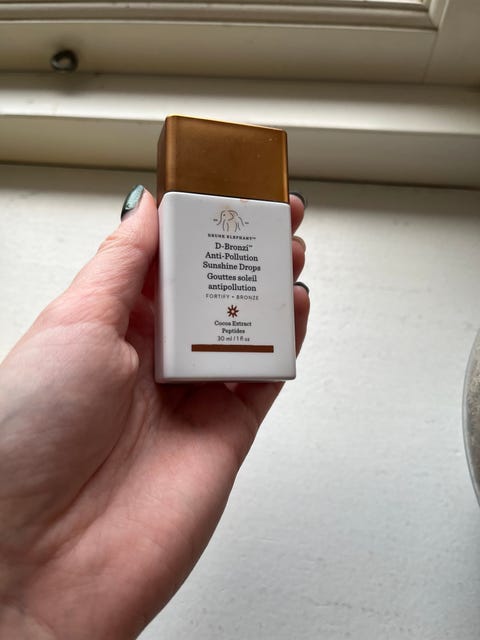 DRUNK ELEPHANT™
D-Bronzi™
Anti-Pollution
Sunshine Drops
Gouttes soleil
antipollution
FORTIFY + BRONZE
Cocoa Extract
Peptides
30 ml / 1 fl oz